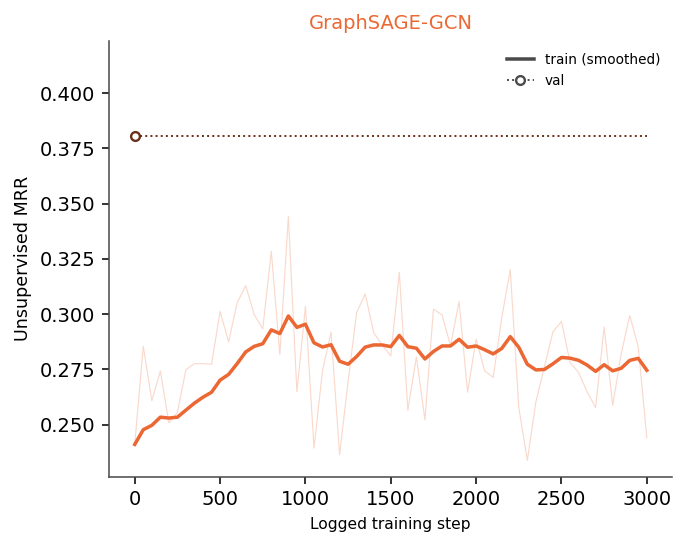 GraphSAGE-GCN
train (smoothed)
val
0.400
0.375
0.350
0.325
0.300
0.275
0.250
Unsupervised MRR
0 500 1000 1500 2000 2500 3000
Logged training step